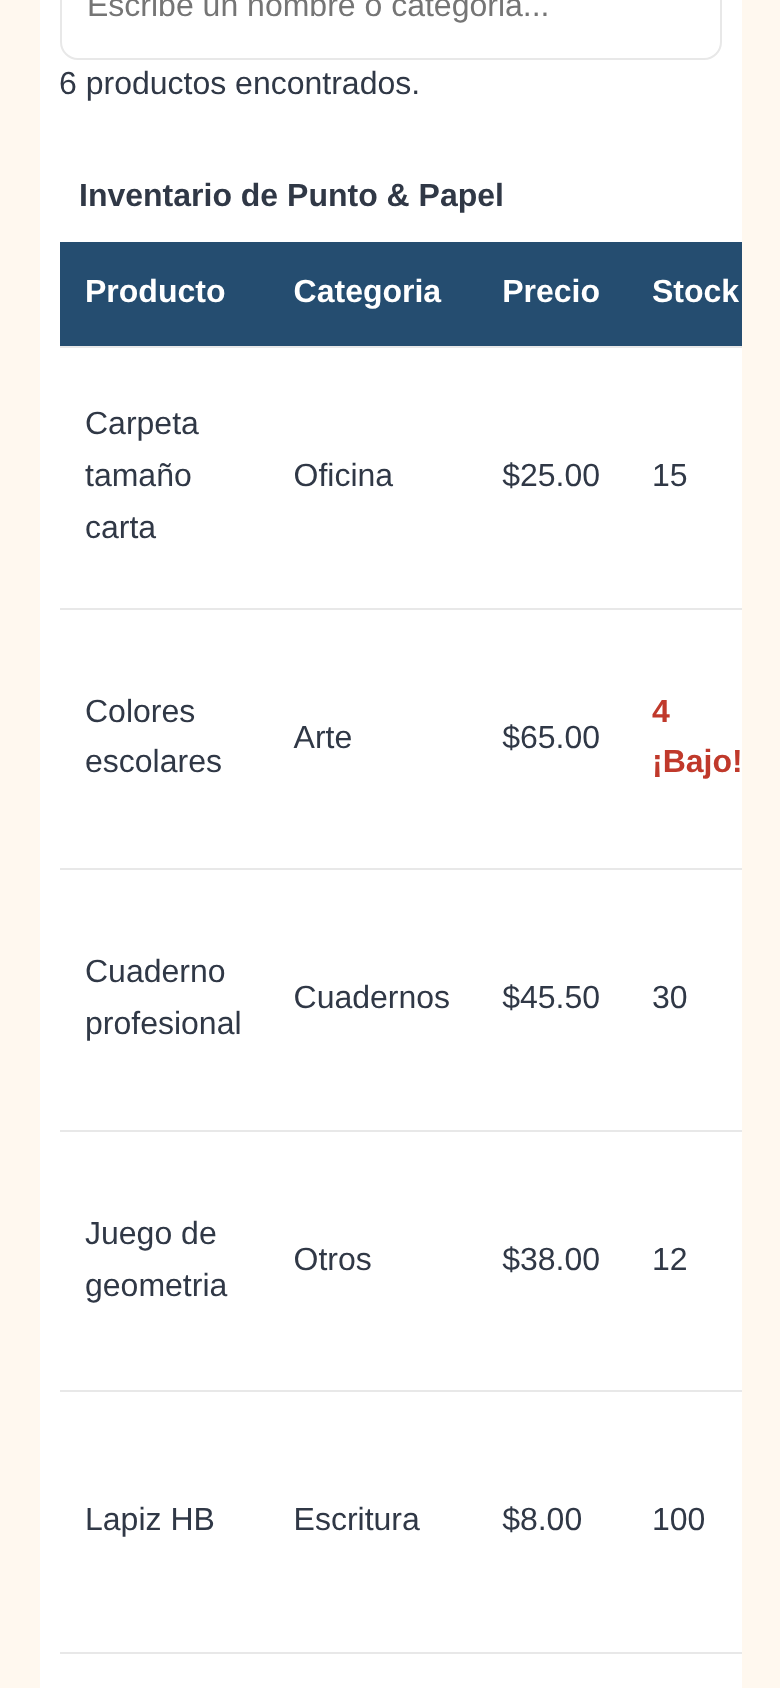 Escribe un nombre o categoria...
6 productos encontrados.
Inventario de Punto & Papel
Producto Categoria Precio Stock
Carpeta
tamaño
carta
Oficina
$25.00
15
Colores
escolares
Arte
$65.00
4
¡Bajo!
Cuaderno
profesional
Cuadernos
$45.50
30
Juego de
geometria
Otros
$38.00
12
Lapiz HB Escritura $8.00 100